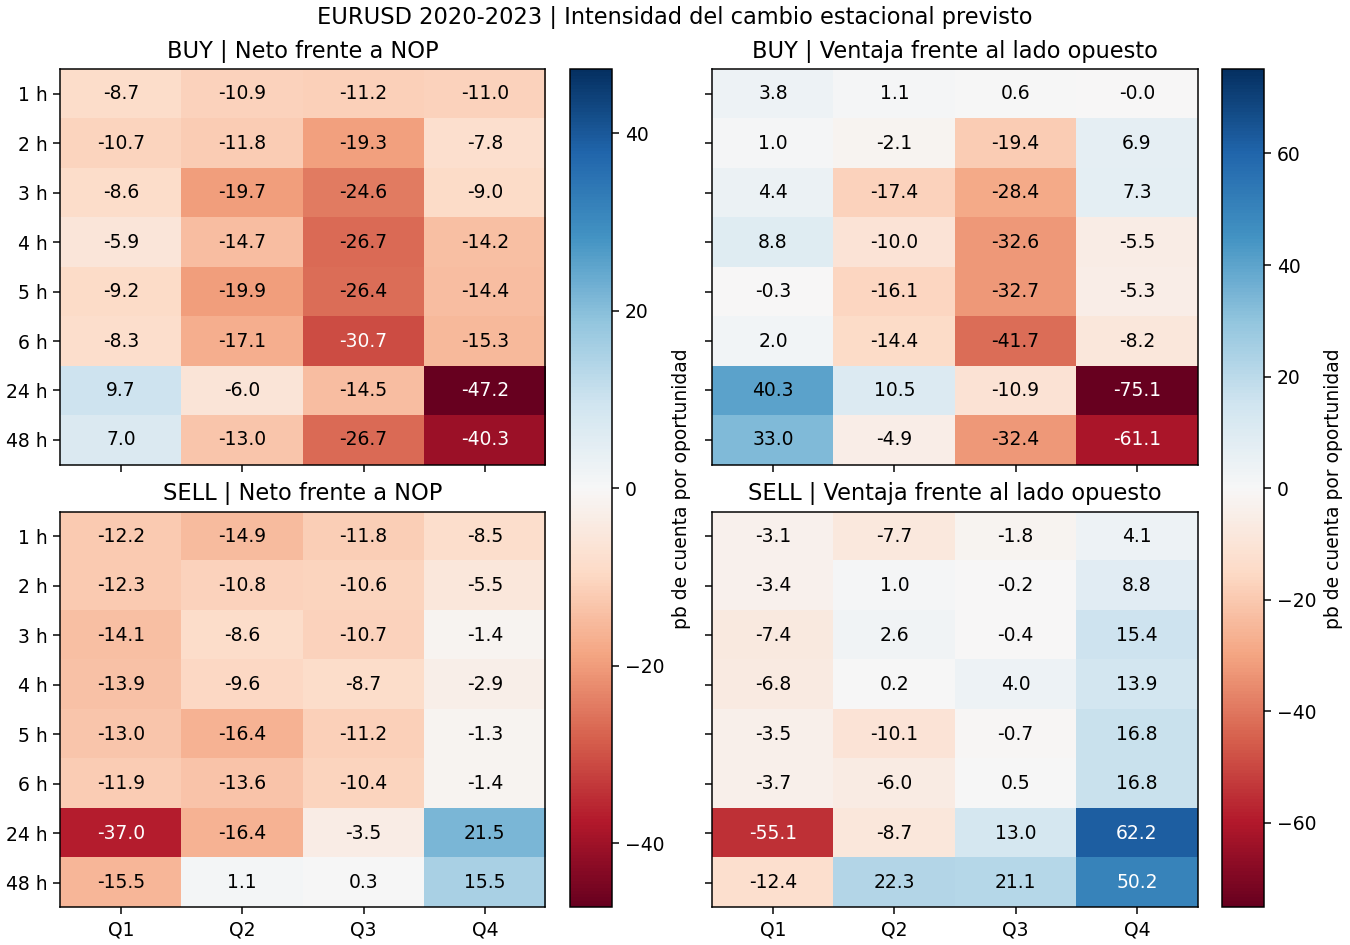 EURUSD 2020-2023 | Intensidad del cambio estacional previsto
BUY | Neto frente a NOP
1 h -8.7 -10.9 -11.2 -11.0
2 h -10.7 -11.8 -19.3 -7.8
3 h -8.6 -19.7 -24.6 -9.0
4 h -5.9 -14.7 -26.7 -14.2
5 h -9.2 -19.9 -26.4 -14.4
6 h -8.3 -17.1 -30.7 -15.3
24 h 9.7 -6.0 -14.5 -47.2
48 h 7.0 -13.0 -26.7 -40.3
BUY | Ventaja frente al lado opuesto
3.8 1.1 0.6 -0.0
1.0 -2.1 -19.4 6.9
4.4 -17.4 -28.4 7.3
8.8 -10.0 -32.6 -5.5
-0.3 -16.1 -32.7 -5.3
2.0 -14.4 -41.7 -8.2
40.3 10.5 -10.9 -75.1
33.0 -4.9 -32.4 -61.1
SELL | Neto frente a NOP
1 h -12.2 -14.9 -11.8 -8.5
2 h -12.3 -10.8 -10.6 -5.5
3 h -14.1 -8.6 -10.7 -1.4
4 h -13.9 -9.6 -8.7 -2.9
5 h -13.0 -16.4 -11.2 -1.3
6 h -11.9 -13.6 -10.4 -1.4
24 h -37.0 -16.4 -3.5 21.5
48 h -15.5 1.1 0.3 15.5
Q1 Q2 Q3 Q4
40
20
0
−20
−40
pb de cuenta por oportunidad
SELL | Ventaja frente al lado opuesto
-3.1 -7.7 -1.8 4.1
-3.4 1.0 -0.2 8.8
-7.4 2.6 -0.4 15.4
-6.8 0.2 4.0 13.9
-3.5 -10.1 -0.7 16.8
-3.7 -6.0 0.5 16.8
-55.1 -8.7 13.0 62.2
-12.4 22.3 21.1 50.2
Q1 Q2 Q3 Q4
60
40
20
0
−20
−40
−60
pb de cuenta por oportunidad